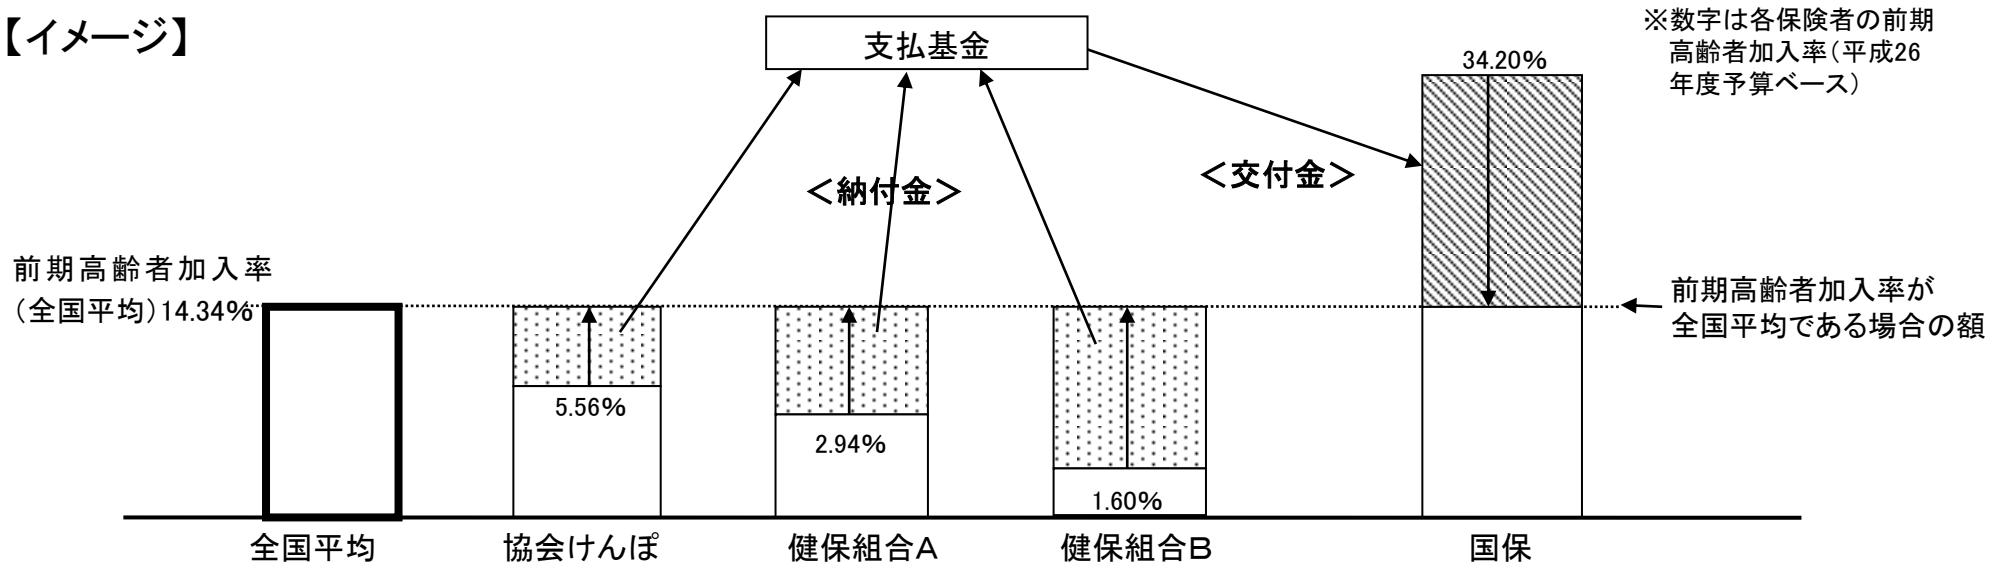 【イメージ】
支払基金
※数字は各保険者の前期
高齢者加入率(平成26
年度予算ベース)
34.20%
<納付金>
<交付金>
前期高齢者加入率
(全国平均)14.34%
前期高齢者加入率が
全国平均である場合の額
5.56%
2.94%
1.60%
全国平均
協会けんぽ
健保組合A
健保組合B
国保